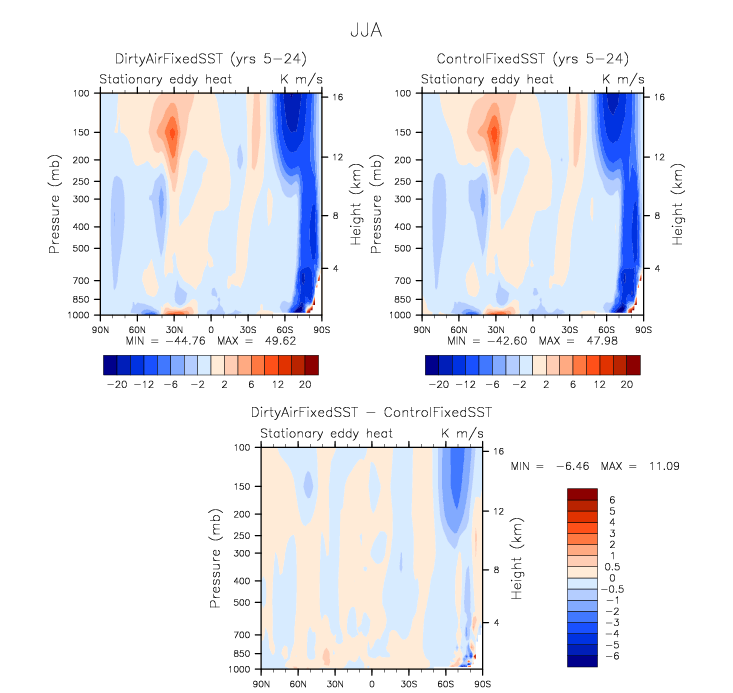 JJA
DirtyAirFixedSST (yrs 5−24)
Stationary eddy heat K m/s
Pressure (mb)
100
150
200
250
300
400
500
700
850
1000
16
12
8
4
Height (km)
90N 60N 30N 0 30S 60S 90S
MIN = −44.76 MAX = 49.62
−20 −12 −6 −2 2 6 12 20
ControlFixedSST (yrs 5−24)
Stationary eddy heat K m/s
Pressure (mb)
100
150
200
250
300
400
500
700
850
1000
16
12
8
4
Height (km)
90N 60N 30N 0 30S 60S 90S
MIN = −42.60 MAX = 47.98
−20 −12 −6 −2 2 6 12 20
DirtyAirFixedSST − ControlFixedSST
Stationary eddy heat K m/s
Pressure (mb)
100
150
200
250
300
400
500
700
850
1000
16
12
8
4
Height (km)
90N 60N 30N 0 30S 60S 90S
MIN = −6.46 MAX = 11.09
6
5
4
3
2
1
0.5
0
−0.5
−1
−2
−3
−4
−5
−6